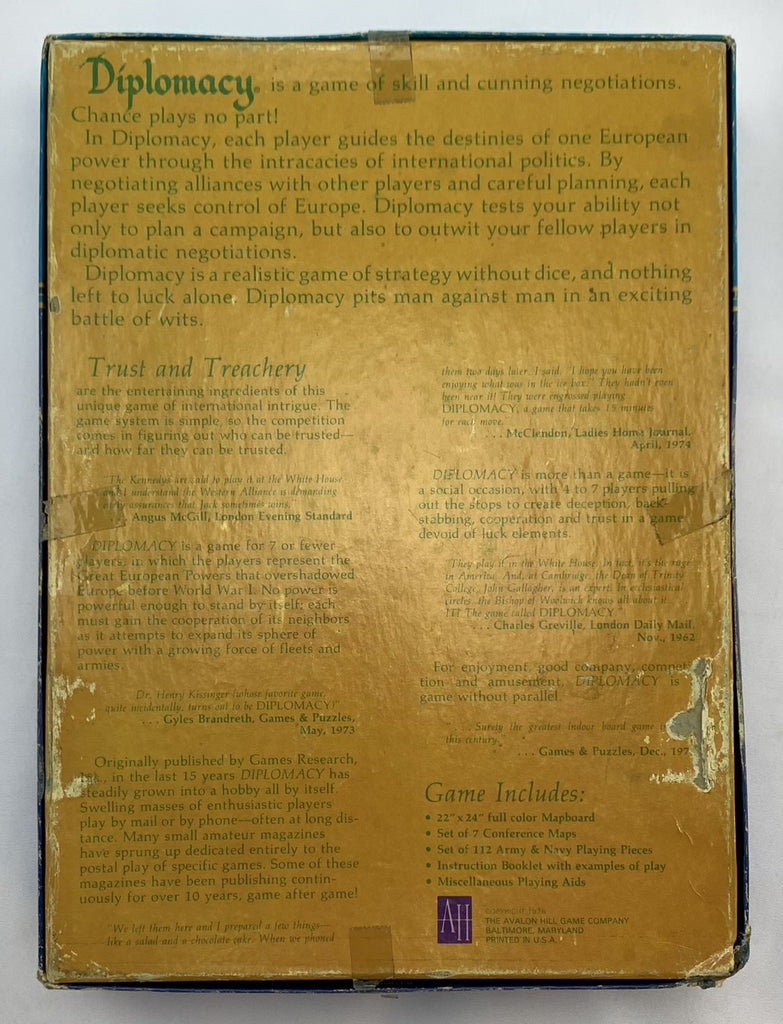 Diplomacy® is a game of skill and cunning negotiations.
Chance plays no part!
In Diplomacy, each player guides the destinies of one European
power through the intracacies of international politics. By
negotiating alliances with other players and careful planning, each
player seeks control of Europe. Diplomacy tests your ability not
only to plan a campaign, but also to outwit your fellow players in
diplomatic negotiations.
Diplomacy is a realistic game of strategy without dice, and nothing
left to luck alone. Diplomacy pits man against man in an exciting
battle of wits.
Trust and Treachery
are the entertaining ingredients of this
unique game of international intrigue. The
game system is simple, so the competition
comes in figuring out who can be trusted—
and how far they can be trusted.
"The Kennedys are said to play it at the White House
and I understand the Western Alliance is demanding
assurances that Jack sometimes wins."
Angus McGill, London Evening Standard
DIPLOMACY is a game for 7 or fewer
players, in which the players represent the
Great European Powers that overshadowed
Europe before World War I. No power is
powerful enough to stand by itself; each
must gain the cooperation of its neighbors
as it attempts to expand its sphere of
power with a growing force of fleets and
armies.
Dr. Henry Kissinger (whose favorite game,
quite incidentally, turns out to be DIPLOMACY)"
. . . Gyles Brandreth, Games & Puzzles,
May, 1973
Originally published by Games Research,
Inc., in the last 15 years DIPLOMACY has
steadily grown into a hobby all by itself.
Swelling masses of enthusiastic players
play by mail or by phone—often at long dis-
tance. Many small amateur magazines
have sprung up dedicated entirely to the
postal play of specific games. Some of these
magazines have been publishing contin-
uously for over 10 years, game after game!
"We left them here and I prepared a few things—
like a salad and a chocolate cake. When we phoned
them two days later, I said, "I hope you have been
enjoying what was in the ice box." They hadn't even
been near it! They were engrossed playing
DIPLOMACY, a game that takes 15 minutes
for each move.
. . . McClendon, Ladies Home Journal,
April, 1974
DIPLOMACY is more than a game—it is
a social occasion, with 4 to 7 players pulling
out the stops to create deception, back-
stabbing, cooperation and trust in a game
devoid of luck elements.
"They play it in the White House, in fact, it's the rage
in America. And, at Cambridge, the Dean of Trinity
College, John Gallagher, is an expert. In ecclesiastical
circles, the Bishop of Woolwich knows all about it . .
IT? The game called DIPLOMACY."
. . . Charles Greville, London Daily Mail,
Nov., 1962
For enjoyment, good company, compet
tion and amusement, DIPLOMACY is
game without parallel.
". . . Surely the greatest indoor board game
this century."
. . . Games & Puzzles, Dec., 197
Game Includes:
• 22" x 24" full color Mapboard
• Set of 7 Conference Maps
• Set of 112 Army & Navy Playing Pieces
• Instruction Booklet with examples of play
• Miscellaneous Playing Aids
AH
COPYRIGHT 1976
THE AVALON HILL GAME COMPANY
BALTIMORE, MARYLAND
PRINTED IN U.S.A.